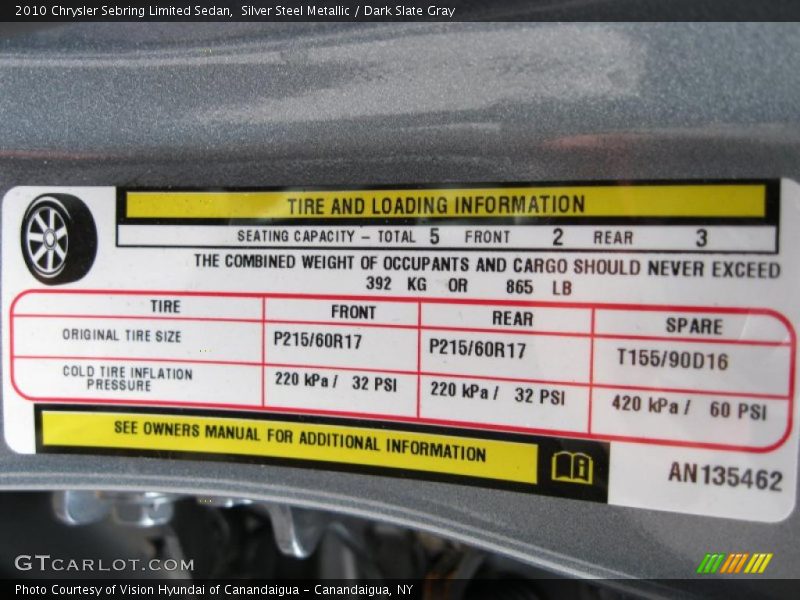 2010 Chrysler Sebring Limited Sedan,  Silver Steel Metallic / Dark Slate Gray
TIRE AND LOADING INFORMATION
SEATING CAPACITY – TOTAL 5 FRONT 2 REAR 3
THE COMBINED WEIGHT OF OCCUPANTS AND CARGO SHOULD NEVER EXCEED
392 KG OR 865 LB
TIRE FRONT REAR SPARE
ORIGINAL TIRE SIZE P215/60R17 P215/60R17 T155/90D16
COLD TIRE INFLATION
PRESSURE 220 kPa / 32 PSI 220 kPa / 32 PSI 420 kPa / 60 PSI
SEE OWNERS MANUAL FOR ADDITIONAL INFORMATION
AN135462
GTCARLOT.COM
Photo Courtesy of Vision Hyundai of Canandaigua – Canandaigua, NY